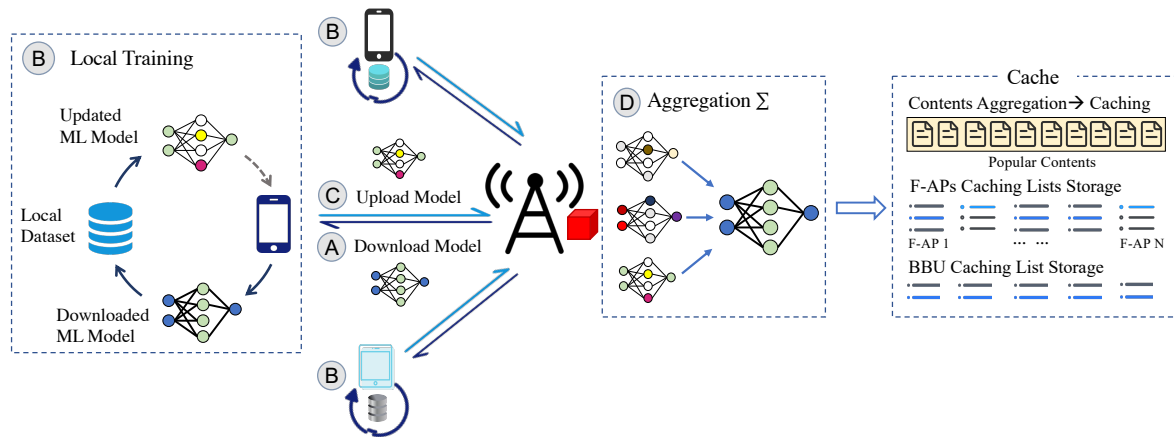 B Local Training
Updated
ML Model
Local
Dataset
Downloaded
ML Model
B
C Upload Model
A Download Model
B
D Aggregation ∑
Cache
Contents Aggregation→ Caching
Popular Contents
F-APs Caching Lists Storage
F-AP 1 ... ... F-AP N
BBU Caching List Storage